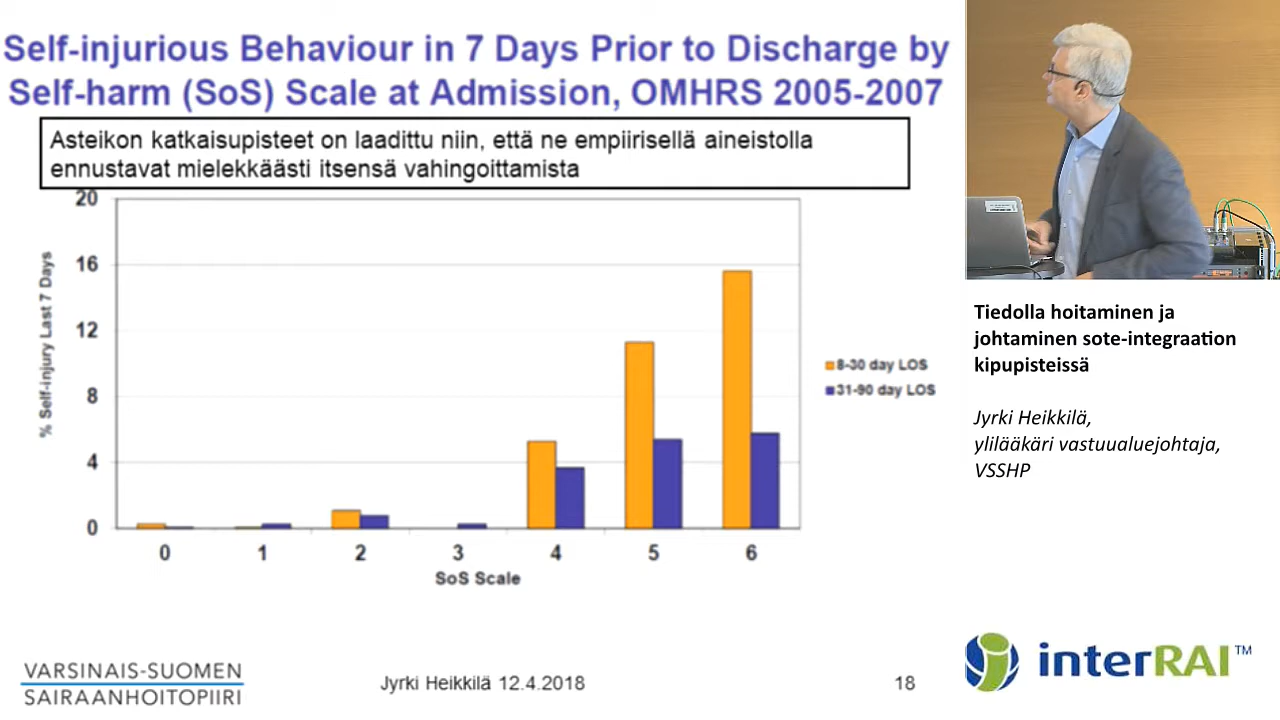 Self-injurious Behaviour in 7 Days Prior to Discharge by
Self-harm (SoS) Scale at Admission, OMHRS 2005-2007
Asteikon katkaisupisteet on laadittu niin, että ne empiirisellä aineistolla
ennustavat mielekkäästi itsensä vahingoittamista
% Self-injury Last 7 Days
20
16
12
8
4
0
0 1 2 3 4 5 6
SoS Scale
8-30 day LOS
31-90 day LOS
VARSINAIS-SUOMEN
SAIRAANHOITOPIIRI
Jyrki Heikkilä 12.4.2018
18
Tiedolla hoitaminen ja
johtaminen sote-integraation
kipupisteissä
Jyrki Heikkilä,
ylilääkäri vastuualuejohtaja,
VSSHP
interRAI™